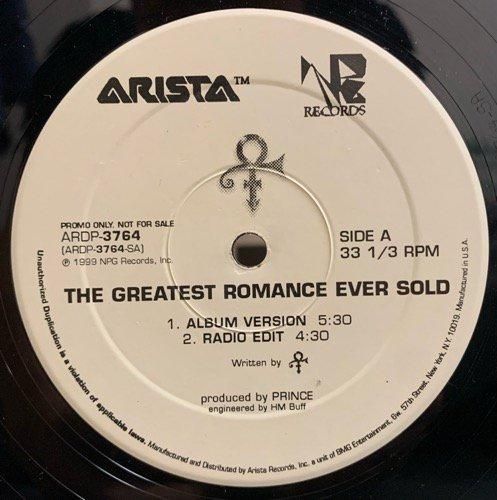 ARISTA™
NPG
RECORDS
PROMO ONLY. NOT FOR SALE
ARDP-3764
(ARDP-3764-SA)
℗ 1999 NPG Records, Inc.
SIDE A
33 1/3 RPM
THE GREATEST ROMANCE EVER SOLD
1. ALBUM VERSION 5:30
2. RADIO EDIT 4:30
Written by
produced by PRINCE
engineered by HM Buff
Unauthorized Duplication is a violation of applicable laws. Manufactured and Distributed by Arista Records, Inc. a unit of BMG Entertainment, 6w. 57th Street, New York, N.Y. 10019. Manufactured in U.S.A.